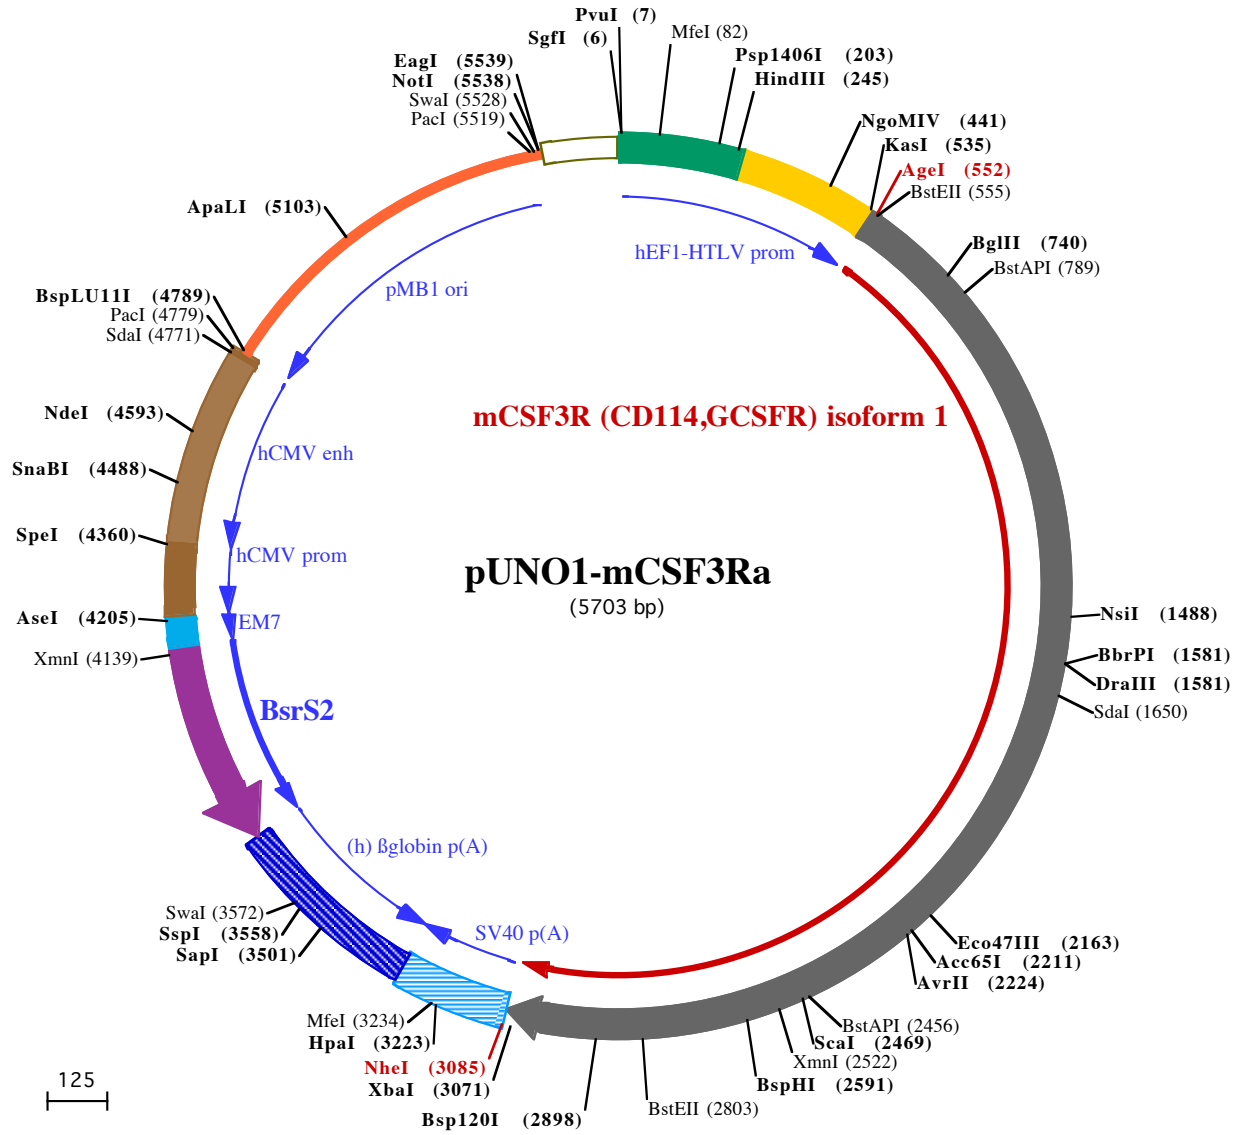 PvuI (7)
SgfI (6)
MfeI (82)
Psp1406I (203)
HindIII (245)
EagI (5539)
NotI (5538)
SwaI (5528)
PacI (5519)
NgoMIV (441)
KasI (535)
AgeI (552)
BstEII (555)
ApaLI (5103)
hEF1-HTLV prom
BglII (740)
BstAPI (789)
pMB1 ori
BspLU11I (4789)
PacI (4779)
SdaI (4771)
NdeI (4593)
mCSF3R (CD114,GCSFR) isoform 1
hCMV enh
SnaBI (4488)
SpeI (4360)
hCMV prom
pUNO1-mCSF3Ra
(5703 bp)
AseI (4205)
EM7
NsiI (1488)
XmnI (4139)
BbrPI (1581)
DraIII (1581)
SdaI (1650)
BsrS2
(h) ßglobin p(A)
SwaI (3572)
SspI (3558)
SapI (3501)
SV40 p(A)
Eco47III (2163)
Acc65I (2211)
AvrII (2224)
MfeI (3234)
HpaI (3223)
NheI (3085)
XbaI (3071)
Bsp120I (2898)
BstAPI (2456)
ScaI (2469)
XmnI (2522)
BspHI (2591)
BstEII (2803)
125